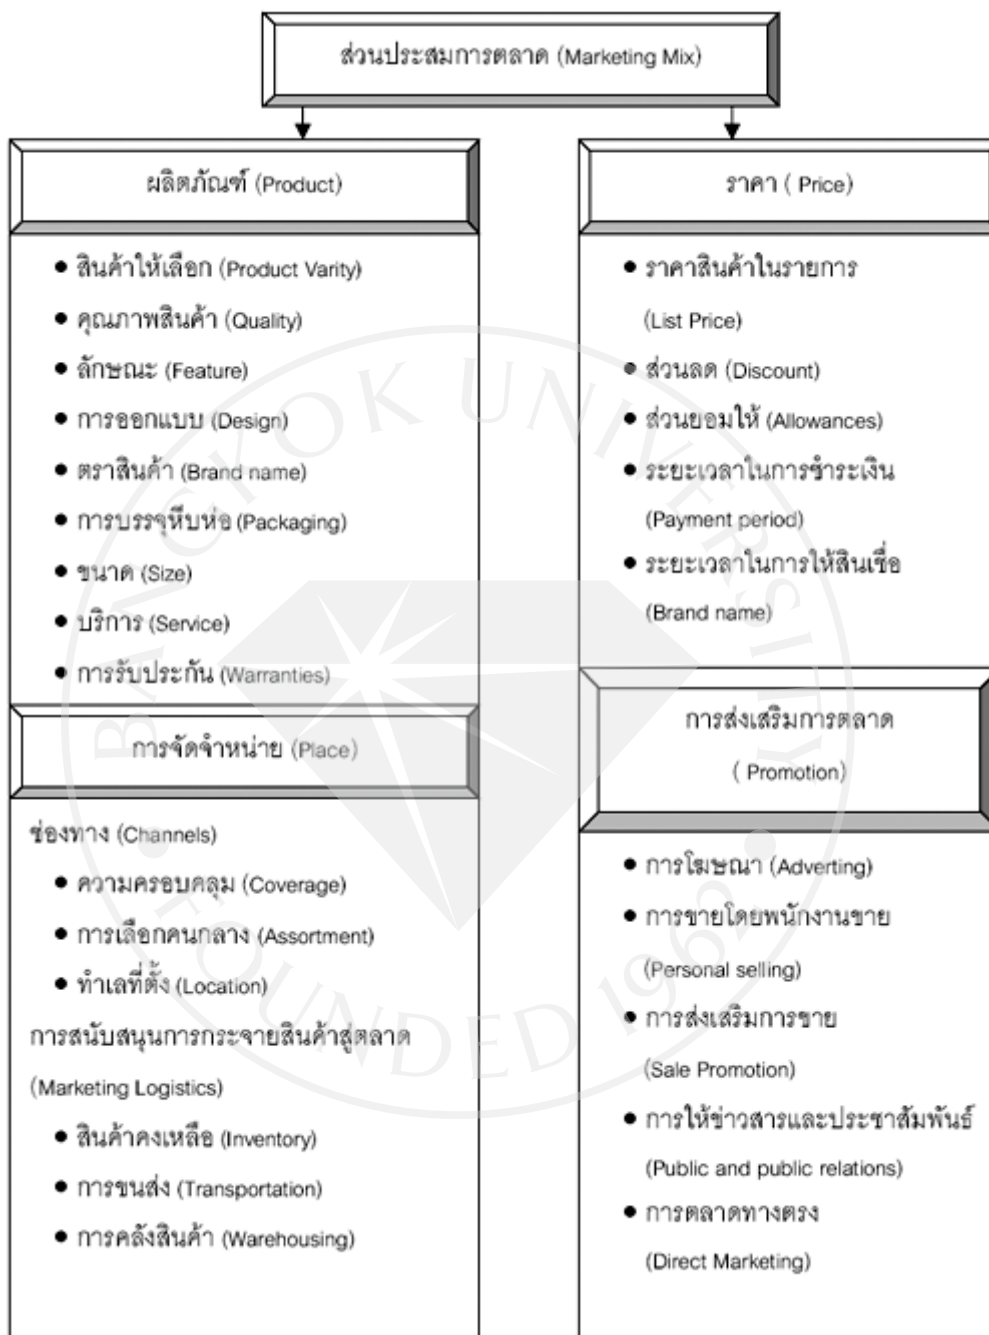 ส่วนประสมการตลาด (Marketing Mix)
ผลิตภัณฑ์ (Product)
● สินค้าให้เลือก (Product Varity)
● คุณภาพสินค้า (Quality)
● ลักษณะ (Feature)
● การออกแบบ (Design)
● ตราสินค้า (Brand name)
● การบรรจุหีบห่อ (Packaging)
● ขนาด (Size)
● บริการ (Service)
● การรับประกัน (Warranties)
การจัดจำหน่าย (Place)
ช่องทาง (Channels)
● ความครอบคลุม (Coverage)
● การเลือกคนกลาง (Assortment)
● ทำเลที่ตั้ง (Location)
การสนับสนุนการกระจายสินค้าสู่ตลาด
(Marketing Logistics)
● สินค้าคงเหลือ (Inventory)
● การขนส่ง (Transportation)
● การคลังสินค้า (Warehousing)
ราคา ( Price)
● ราคาสินค้าในรายการ
(List Price)
● ส่วนลด (Discount)
● ส่วนยอมให้ (Allowances)
● ระยะเวลาในการชำระเงิน
(Payment period)
● ระยะเวลาในการให้สินเชื่อ
(Brand name)
การส่งเสริมการตลาด
( Promotion)
● การโฆษณา (Adverting)
● การขายโดยพนักงานขาย
(Personal selling)
● การส่งเสริมการขาย
(Sale Promotion)
● การให้ข่าวสารและประชาสัมพันธ์
(Public and public relations)
● การตลาดทางตรง
(Direct Marketing)
BANGKOK UNIVERSITY
FOUNDED 1962